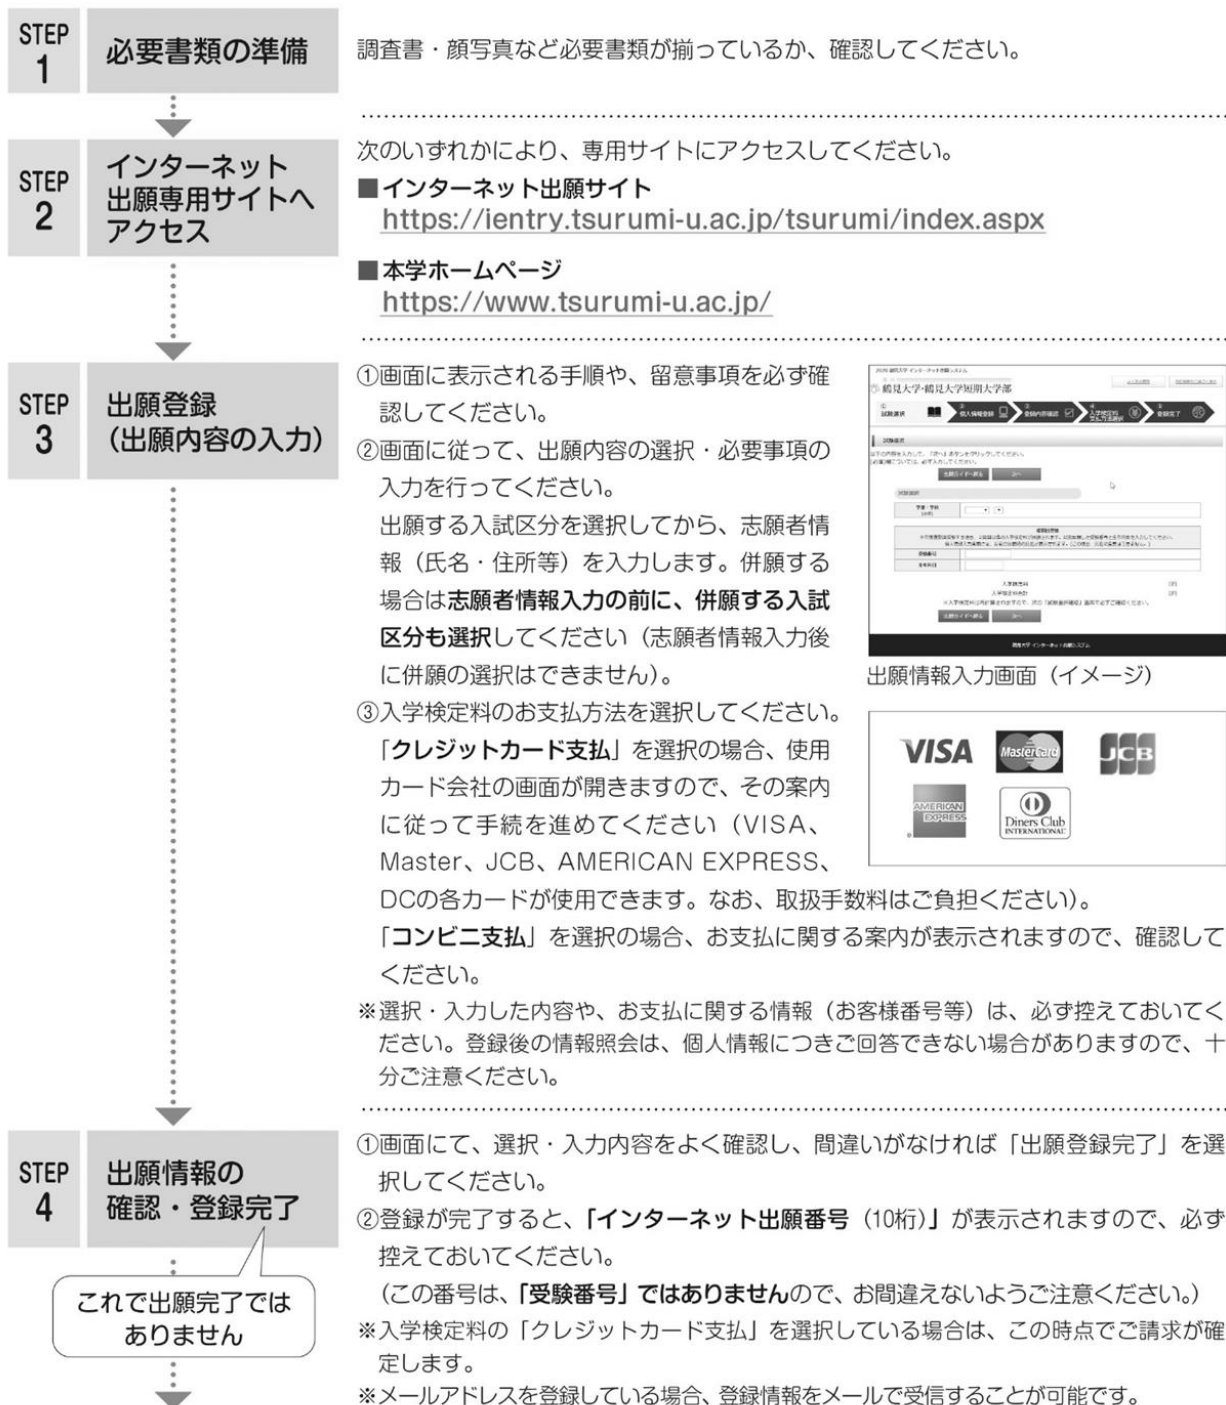 STEP
1
必要書類の準備
調査書・顔写真など必要書類が揃っているか、確認してください。
STEP
2
インターネット
出願専用サイトへ
アクセス
次のいずれかにより、専用サイトにアクセスしてください。
■インターネット出願サイト
https://ientry.tsurumi-u.ac.jp/tsurumi/index.aspx
■本学ホームページ
https://www.tsurumi-u.ac.jp/
STEP
3
出願登録
（出願内容の入力）
①画面に表示される手順や、留意事項を必ず確
認してください。
②画面に従って、出願内容の選択・必要事項の
入力を行ってください。
出願する入試区分を選択してから、志願者情
報（氏名・住所等）を入力します。併願する
場合は志願者情報入力の前に、併願する入試
区分も選択してください（志願者情報入力後
に併願の選択はできません）。
③入学検定料のお支払方法を選択してください。
「クレジットカード支払」を選択の場合、使用
カード会社の画面が開きますので、その案内
に従って手続を進めてください（VISA、
Master、JCB、AMERICAN EXPRESS、
DCの各カードが使用できます。なお、取扱手数料はご負担ください）。
「コンビニ支払」を選択の場合、お支払に関する案内が表示されますので、確認して
ください。
※選択・入力した内容や、お支払に関する情報（お客様番号等）は、必ず控えておいてく
ださい。登録後の情報照会は、個人情報につきご回答できない場合がありますので、十
分ご注意ください。
鶴見大学・鶴見大学短期大学部
試験選択
個人情報登録
登録内容確認
入学検定料
支払方法選択
登録完了
出願情報入力画面（イメージ）
VISA
MasterCard
JCB
AMERICAN
EXPRESS
Diners Club
INTERNATIONAL
STEP
4
出願情報の
確認・登録完了
これで出願完了では
ありません
①画面にて、選択・入力内容をよく確認し、間違いがなければ「出願登録完了」を選
択してください。
②登録が完了すると、「インターネット出願番号（10桁）」が表示されますので、必ず
控えておいてください。
（この番号は、「受験番号」ではありませんので、お間違えないようご注意ください。）
※入学検定料の「クレジットカード支払」を選択している場合は、この時点でご請求が確
定します。
※メールアドレスを登録している場合、登録情報をメールで受信することが可能です。